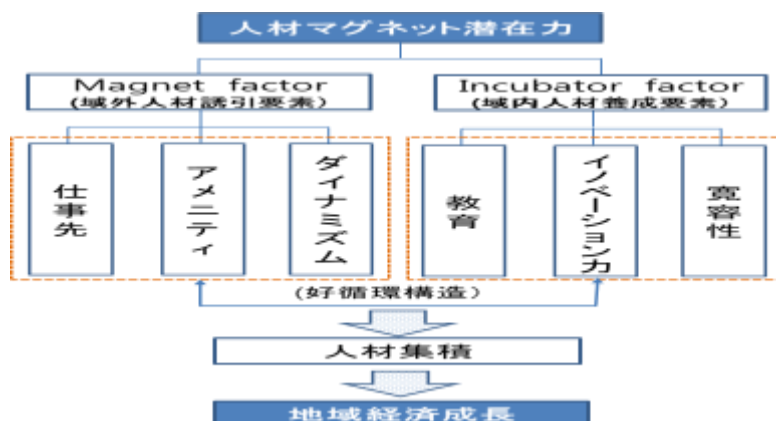 人材マグネット潜在力
Magnet factor
(域外人材誘引要素)
Incubator factor
(域内人材養成要素)
仕事先
アメニティ
ダイナミズム
教育
イノベーション力
寛容性
(好循環構造)
人材集積
地域経済成長